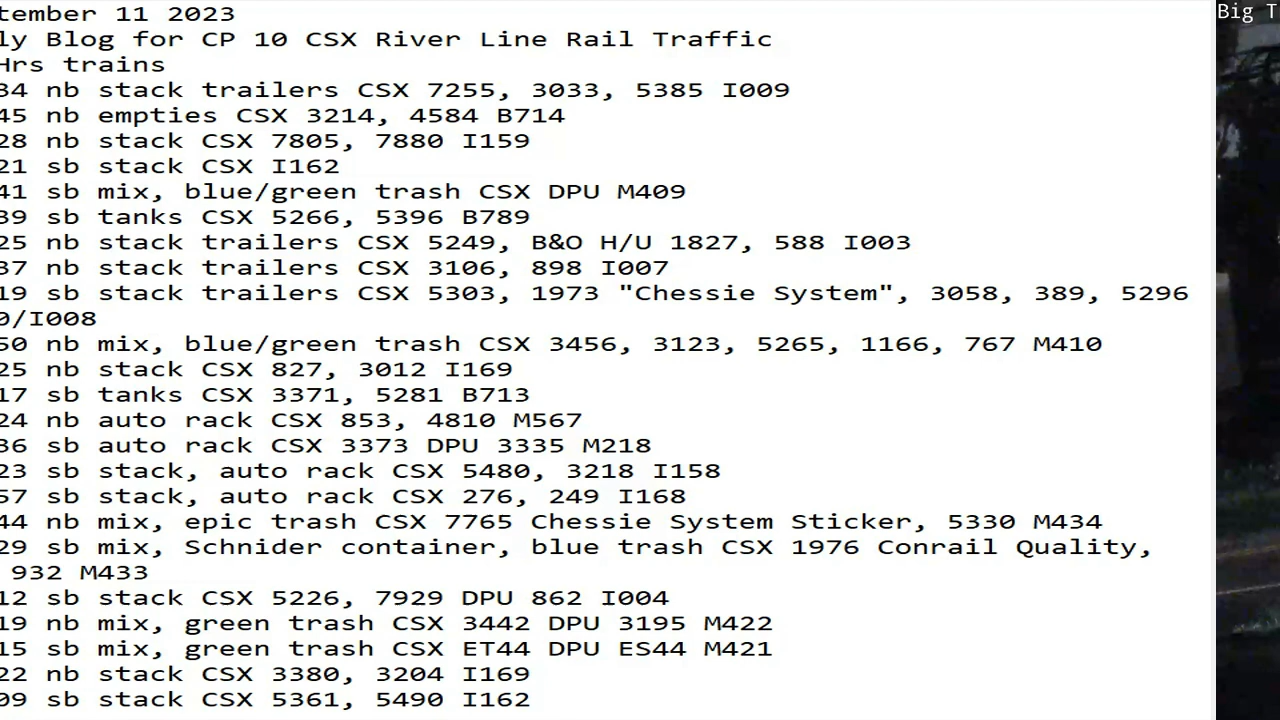 tember 11 2023
ly Blog for CP 10 CSX River Line Rail Traffic
Hrs trains
34 nb stack trailers CSX 7255, 3033, 5385 I009
45 nb empties CSX 3214, 4584 B714
28 nb stack CSX 7805, 7880 I159
21 sb stack CSX I162
41 sb mix, blue/green trash CSX DPU M409
39 sb tanks CSX 5266, 5396 B789
25 nb stack trailers CSX 5249, B&O H/U 1827, 588 I003
37 nb stack trailers CSX 3106, 898 I007
19 sb stack trailers CSX 5303, 1973 "Chessie System", 3058, 389, 5296
0/I008
50 nb mix, blue/green trash CSX 3456, 3123, 5265, 1166, 767 M410
25 nb stack CSX 827, 3012 I169
17 sb tanks CSX 3371, 5281 B713
24 nb auto rack CSX 853, 4810 M567
36 sb auto rack CSX 3373 DPU 3335 M218
23 sb stack, auto rack CSX 5480, 3218 I158
57 sb stack, auto rack CSX 276, 249 I168
44 nb mix, epic trash CSX 7765 Chessie System Sticker, 5330 M434
29 sb mix, Schnider container, blue trash CSX 1976 Conrail Quality,
932 M433
12 sb stack CSX 5226, 7929 DPU 862 I004
19 nb mix, green trash CSX 3442 DPU 3195 M422
15 sb mix, green trash CSX ET44 DPU ES44 M421
22 nb stack CSX 3380, 3204 I169
09 sb stack CSX 5361, 5490 I162
Big T